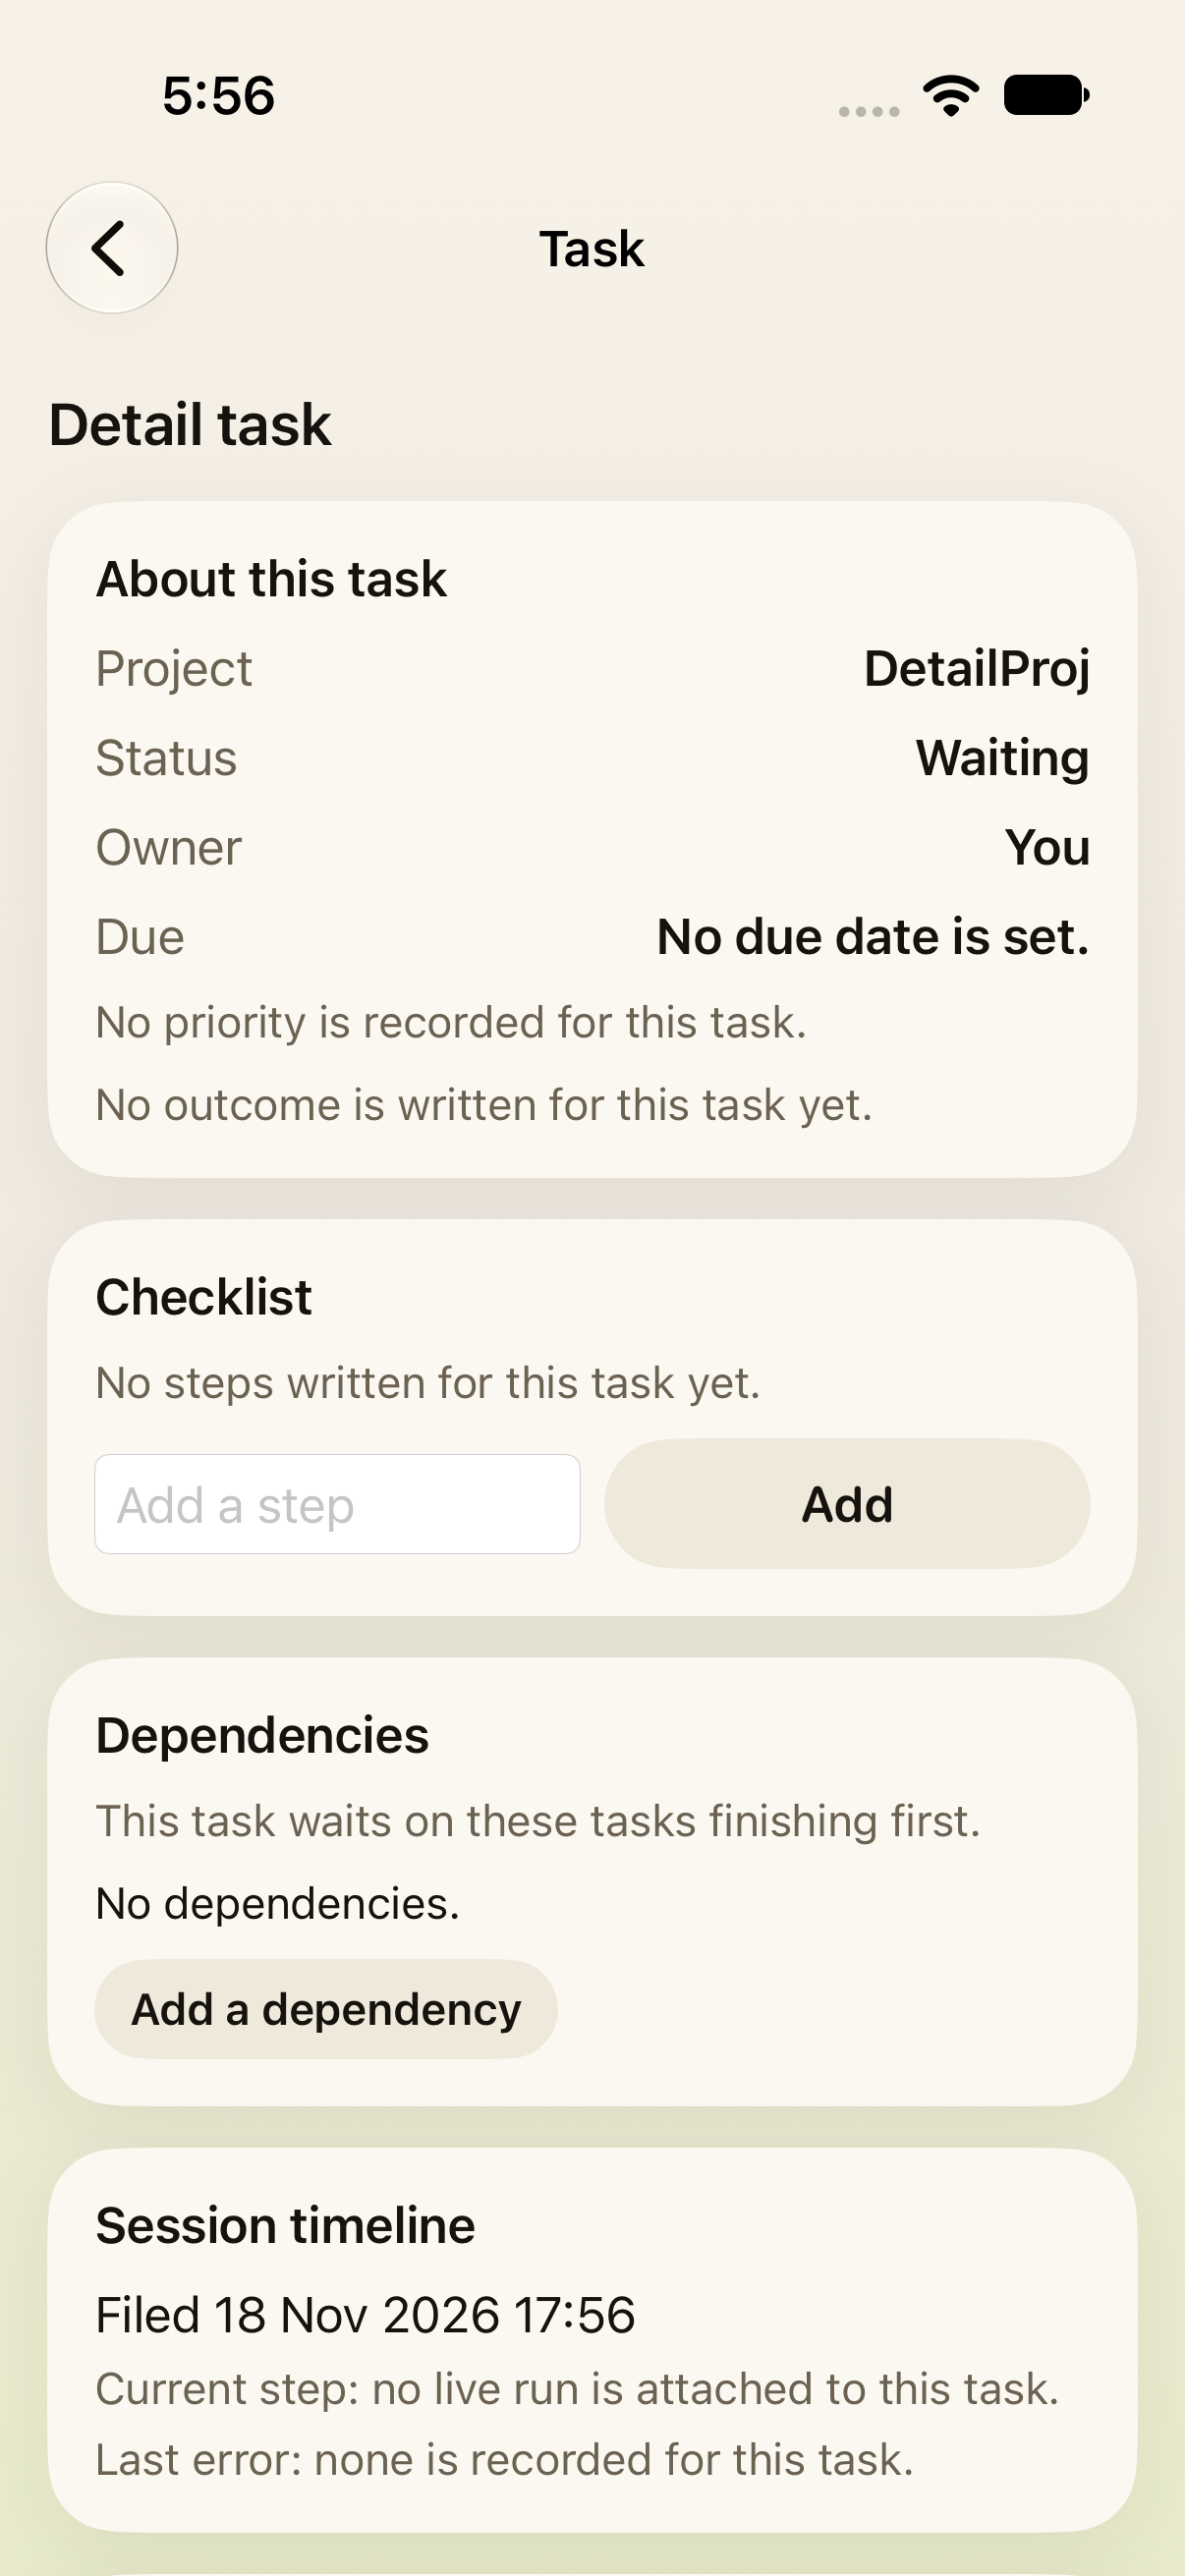 5:56
Task
Detail task
About this task
Project DetailProj
Status Waiting
Owner You
Due No due date is set.
No priority is recorded for this task.
No outcome is written for this task yet.
Checklist
No steps written for this task yet.
Add a step Add
Dependencies
This task waits on these tasks finishing first.
No dependencies.
Add a dependency
Session timeline
Filed 18 Nov 2026 17:56
Current step: no live run is attached to this task.
Last error: none is recorded for this task.